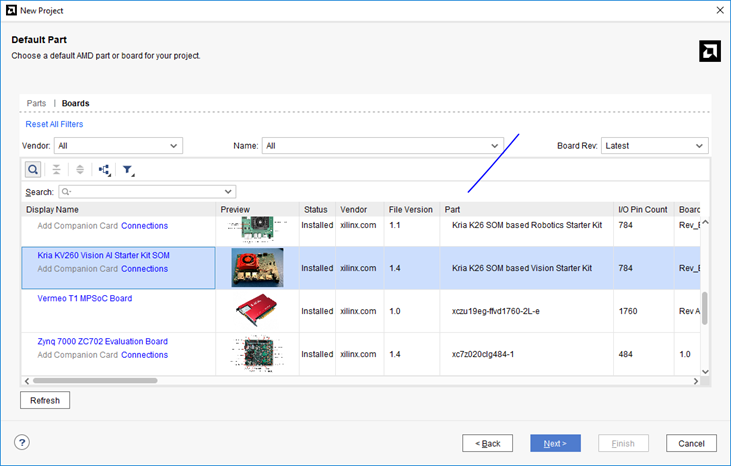 New Project
Default Part
Choose a default AMD part or board for your project.
Parts | Boards
Reset All Filters
Vendor: All Name: All Board Rev: Latest
Search: Q-
Display Name Preview Status Vendor File Version Part I/O Pin Count Board
Add Companion Card Connections Installed xilinx.com 1.1 Kria K26 SOM based Robotics Starter Kit 784 Rev_B
Kria KV260 Vision AI Starter Kit SOM
Add Companion Card Connections Installed xilinx.com 1.4 Kria K26 SOM based Vision Starter Kit 784 Rev_B
Vermeo T1 MPSoC Board Installed xilinx.com 1.0 xczu19eg-ffvd1760-2L-e 1760 Rev A
Zynq 7000 ZC702 Evaluation Board
Add Companion Card Connections Installed xilinx.com 1.4 xc7z020clg484-1 484 1.0
Refresh
? < Back Next > Finish Cancel